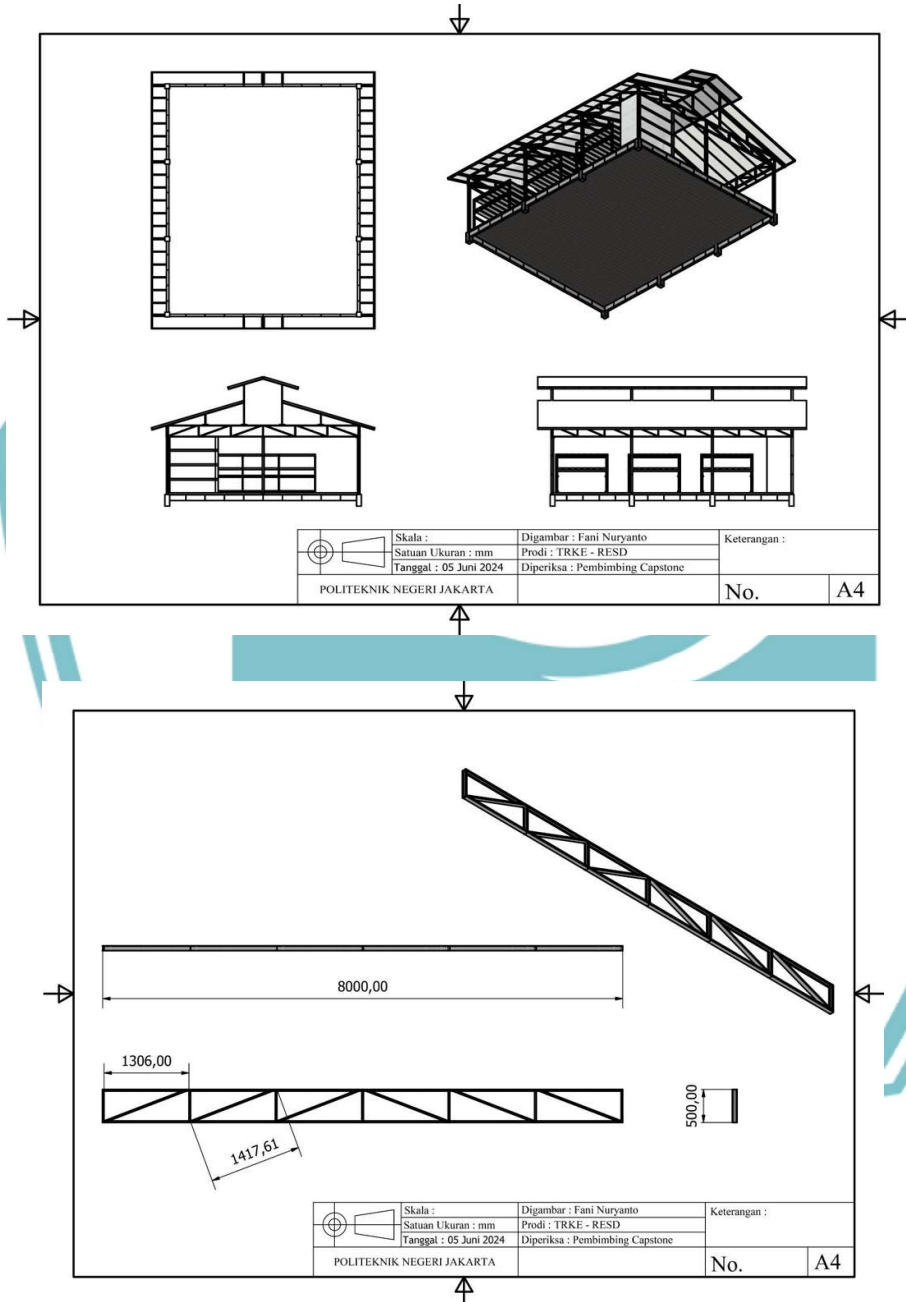 Skala :
Satuan Ukuran : mm
Tanggal : 05 Juni 2024
Digambar : Fani Nuryanto
Prodi : TRKE - RESD
Diperiksa : Pembimbing Capstone
Keterangan :
POLITEKNIK NEGERI JAKARTA
No.
A4
8000,00
1306,00
1417,61
500,00
Skala :
Satuan Ukuran : mm
Tanggal : 05 Juni 2024
Digambar : Fani Nuryanto
Prodi : TRKE - RESD
Diperiksa : Pembimbing Capstone
Keterangan :
POLITEKNIK NEGERI JAKARTA
No.
A4